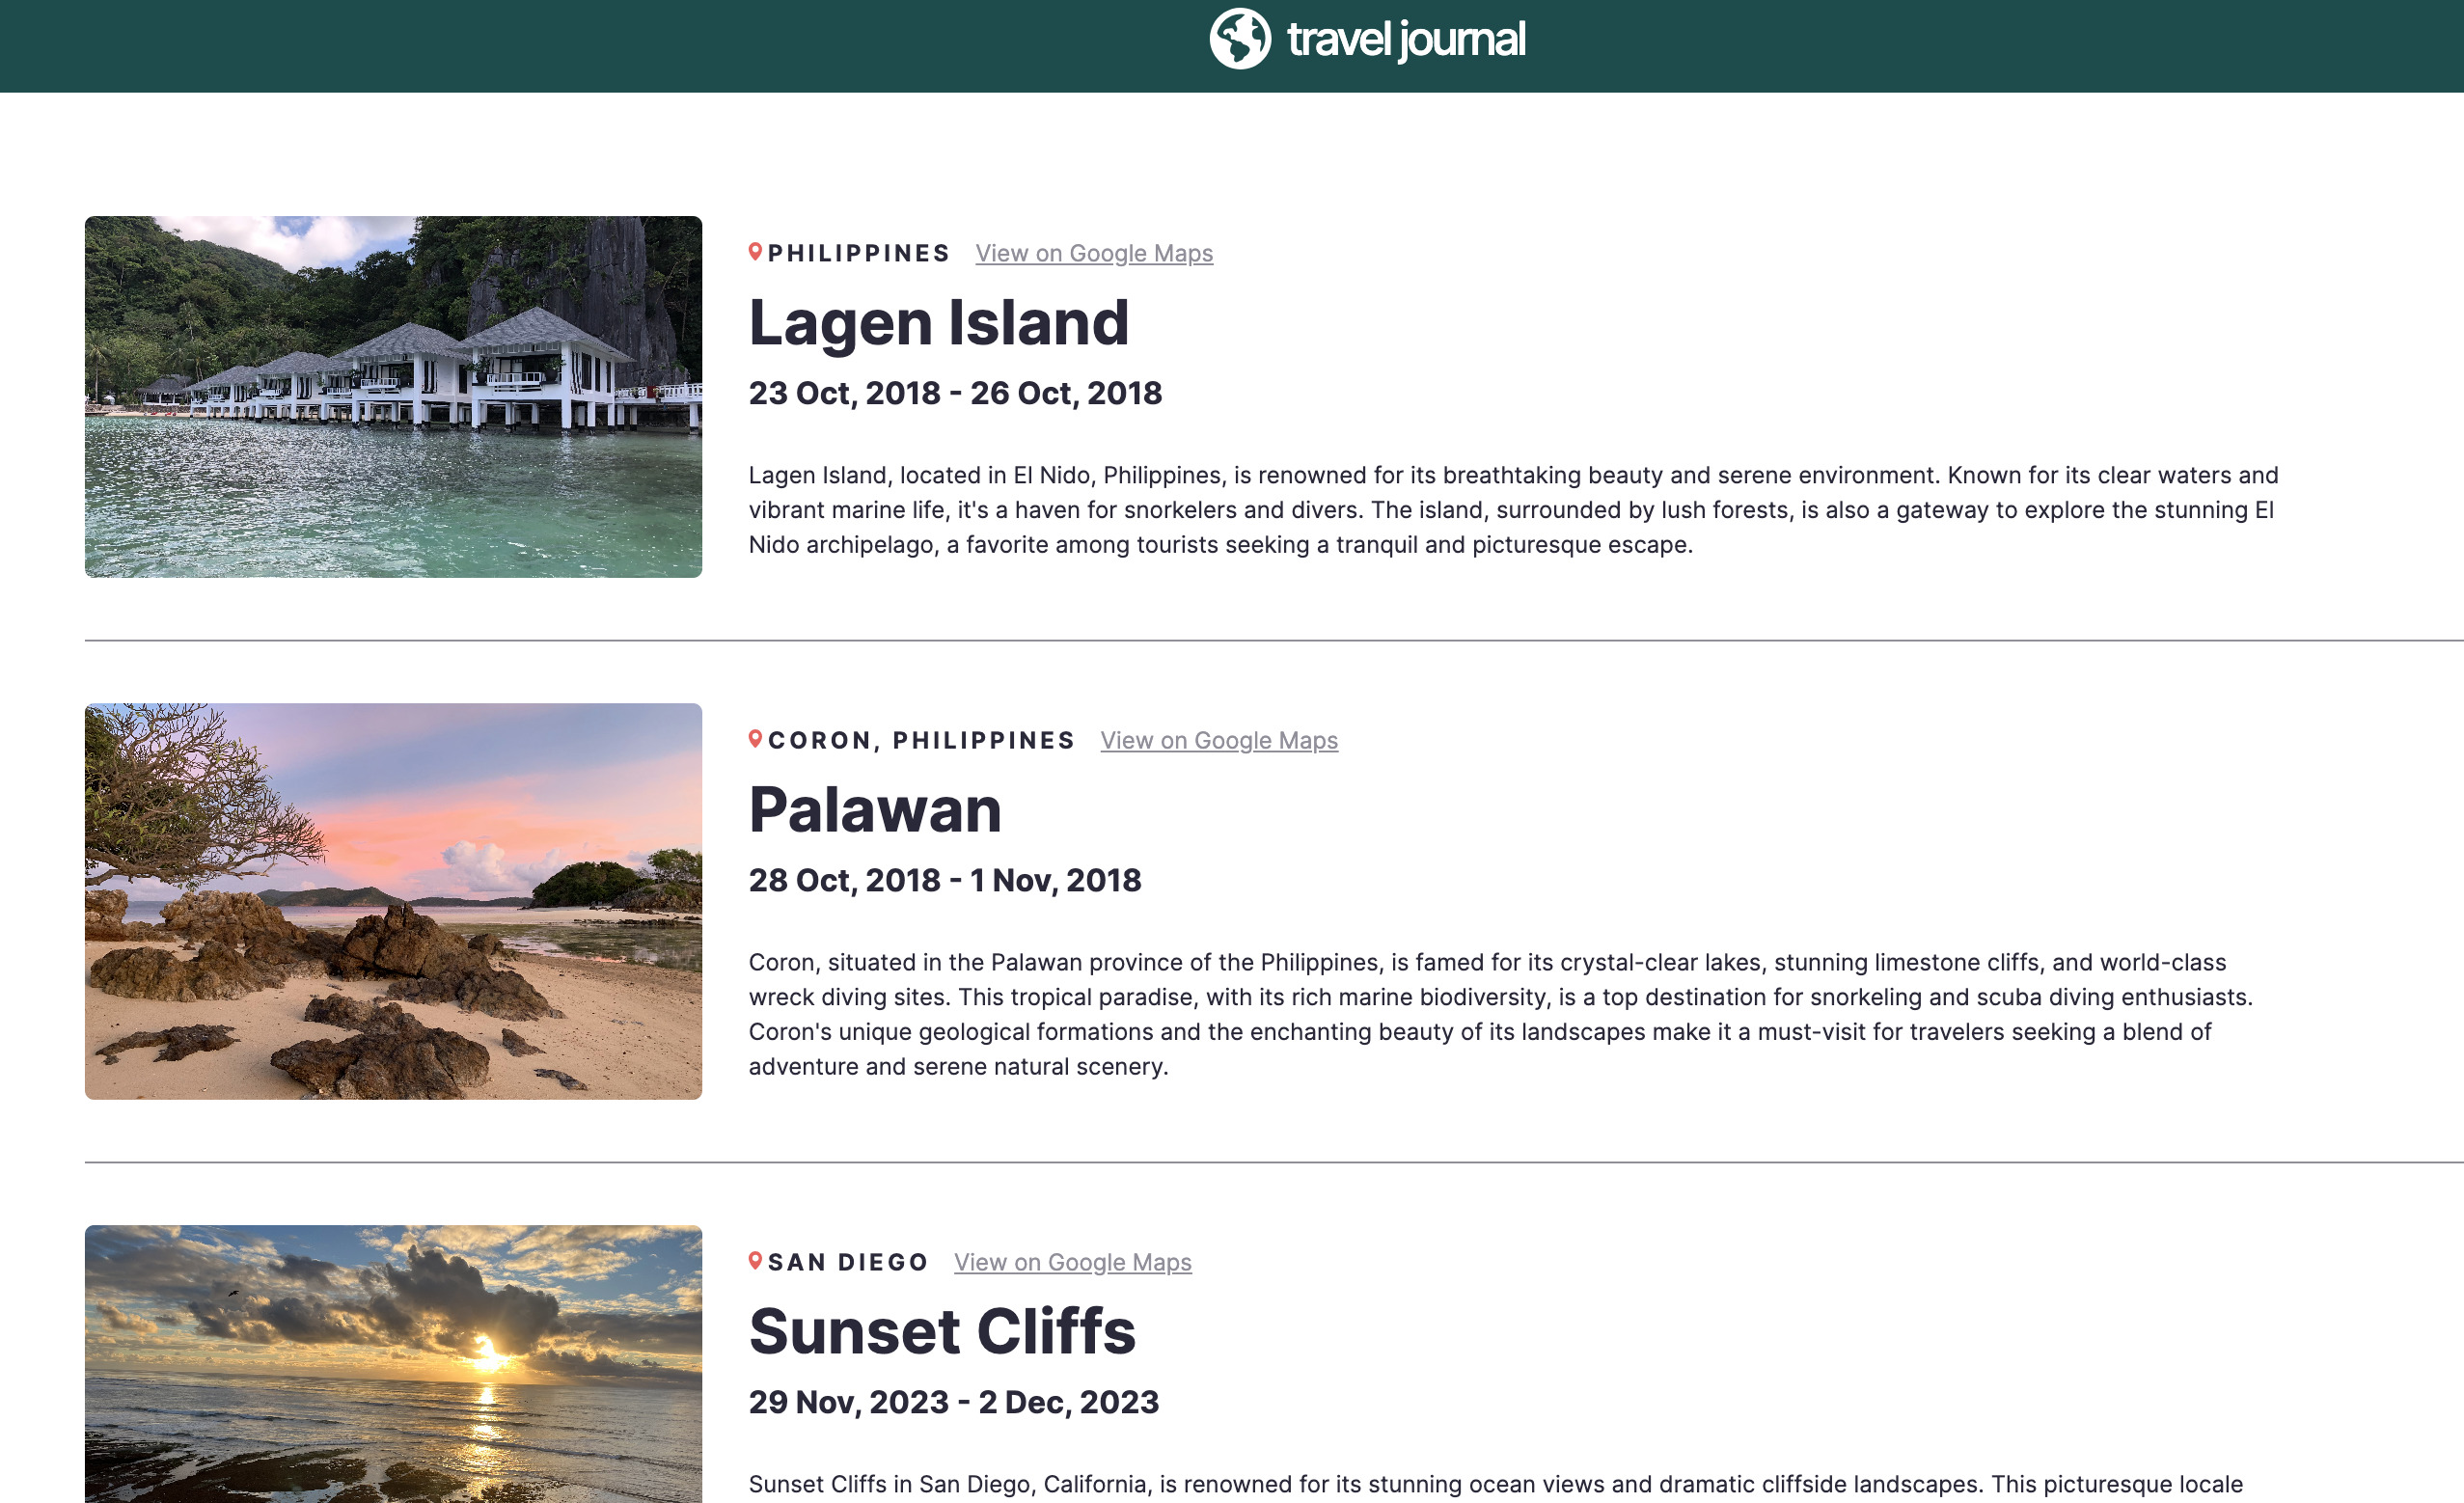 travel journal
PHILIPPINES View on Google Maps
Lagen Island
23 Oct, 2018 - 26 Oct, 2018
Lagen Island, located in El Nido, Philippines, is renowned for its breathtaking beauty and serene environment. Known for its clear waters and
vibrant marine life, it's a haven for snorkelers and divers. The island, surrounded by lush forests, is also a gateway to explore the stunning El
Nido archipelago, a favorite among tourists seeking a tranquil and picturesque escape.
CORON, PHILIPPINES View on Google Maps
Palawan
28 Oct, 2018 - 1 Nov, 2018
Coron, situated in the Palawan province of the Philippines, is famed for its crystal-clear lakes, stunning limestone cliffs, and world-class
wreck diving sites. This tropical paradise, with its rich marine biodiversity, is a top destination for snorkeling and scuba diving enthusiasts.
Coron's unique geological formations and the enchanting beauty of its landscapes make it a must-visit for travelers seeking a blend of
adventure and serene natural scenery.
SAN DIEGO View on Google Maps
Sunset Cliffs
29 Nov, 2023 - 2 Dec, 2023
Sunset Cliffs in San Diego, California, is renowned for its stunning ocean views and dramatic cliffside landscapes. This picturesque locale